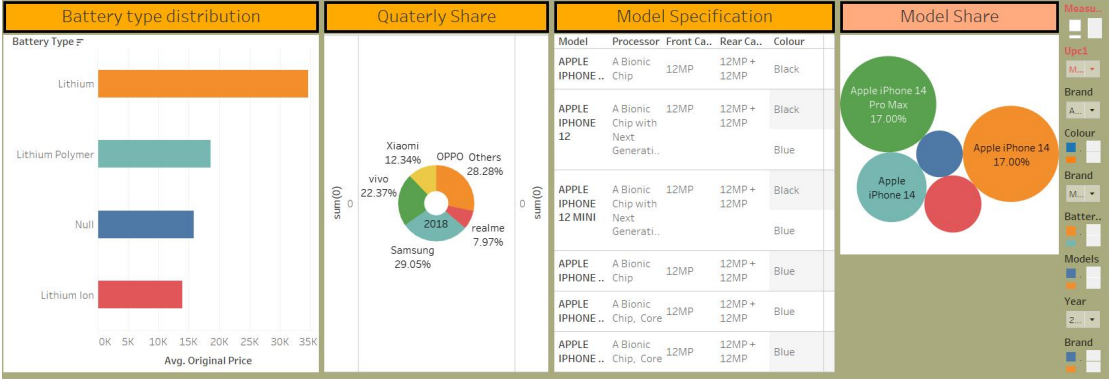 Battery type distribution
Quaterly Share
Model Specification
Model Share
Battery Type
Lithium
Lithium Polymer
Null
Lithium Ion
0K 5K 10K 15K 20K 25K 30K 35K
Avg. Original Price
sum(0)
0
Xiaomi
12.34%
OPPO Others
28.28%
vivo
22.37%
2018
realme
7.97%
Samsung
29.05%
0
sum(0)
Model Processor Front Ca.. Rear Ca.. Colour
APPLE IPHONE .. A Bionic Chip 12MP 12MP + 12MP Black
APPLE IPHONE 12 A Bionic Chip with Next Generati.. 12MP 12MP + 12MP Black
Blue
APPLE IPHONE 12 MINI A Bionic Chip with Next Generati.. 12MP 12MP + 12MP Black
Blue
APPLE IPHONE .. A Bionic Chip 12MP 12MP + 12MP Blue
APPLE IPHONE .. A Bionic Chip, Core 12MP 12MP + 12MP Blue
APPLE IPHONE .. A Bionic Chip, Core 12MP 12MP + 12MP Blue
Apple iPhone 14
Pro Max
17.00%
Apple iPhone 14
17.00%
Apple
iPhone 14
Measu..
Upc1
M...
Brand
A...
Colour
Brand
M...
Batter..
Models
Year
2...
Brand